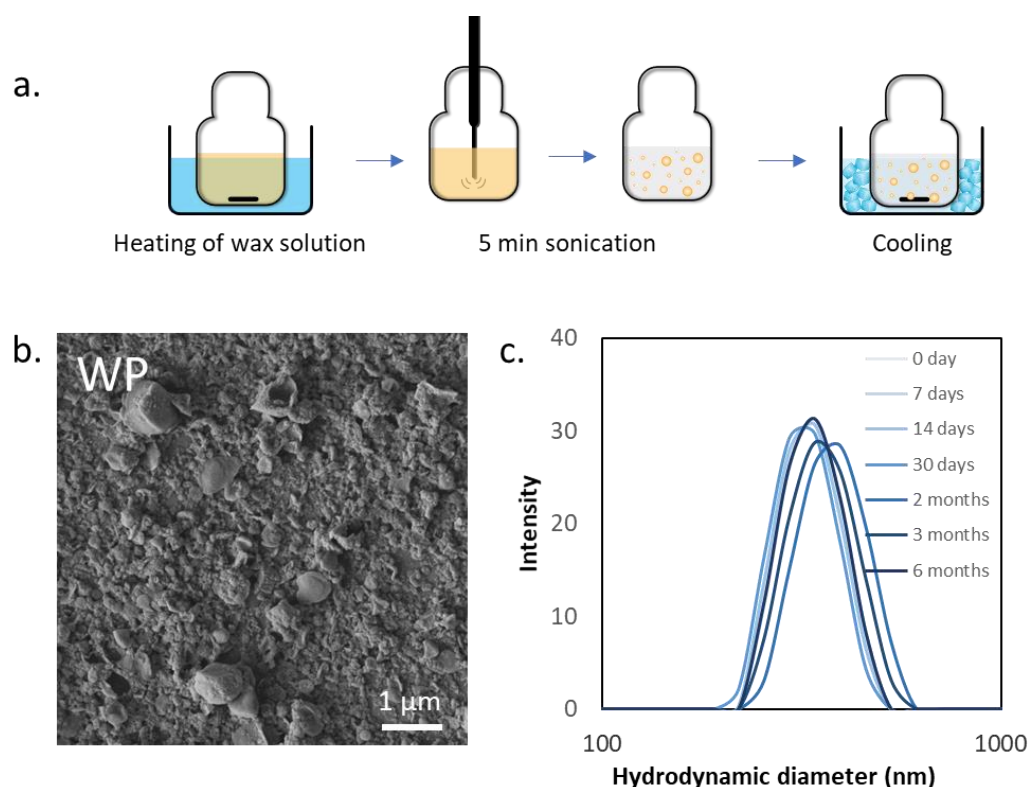 a.
Heating of wax solution
5 min sonication
Cooling
b.
WP
1 µm
c.
40
30
20
10
0
Intensity
0 day
7 days
14 days
30 days
2 months
3 months
6 months
100
1000
Hydrodynamic diameter (nm)